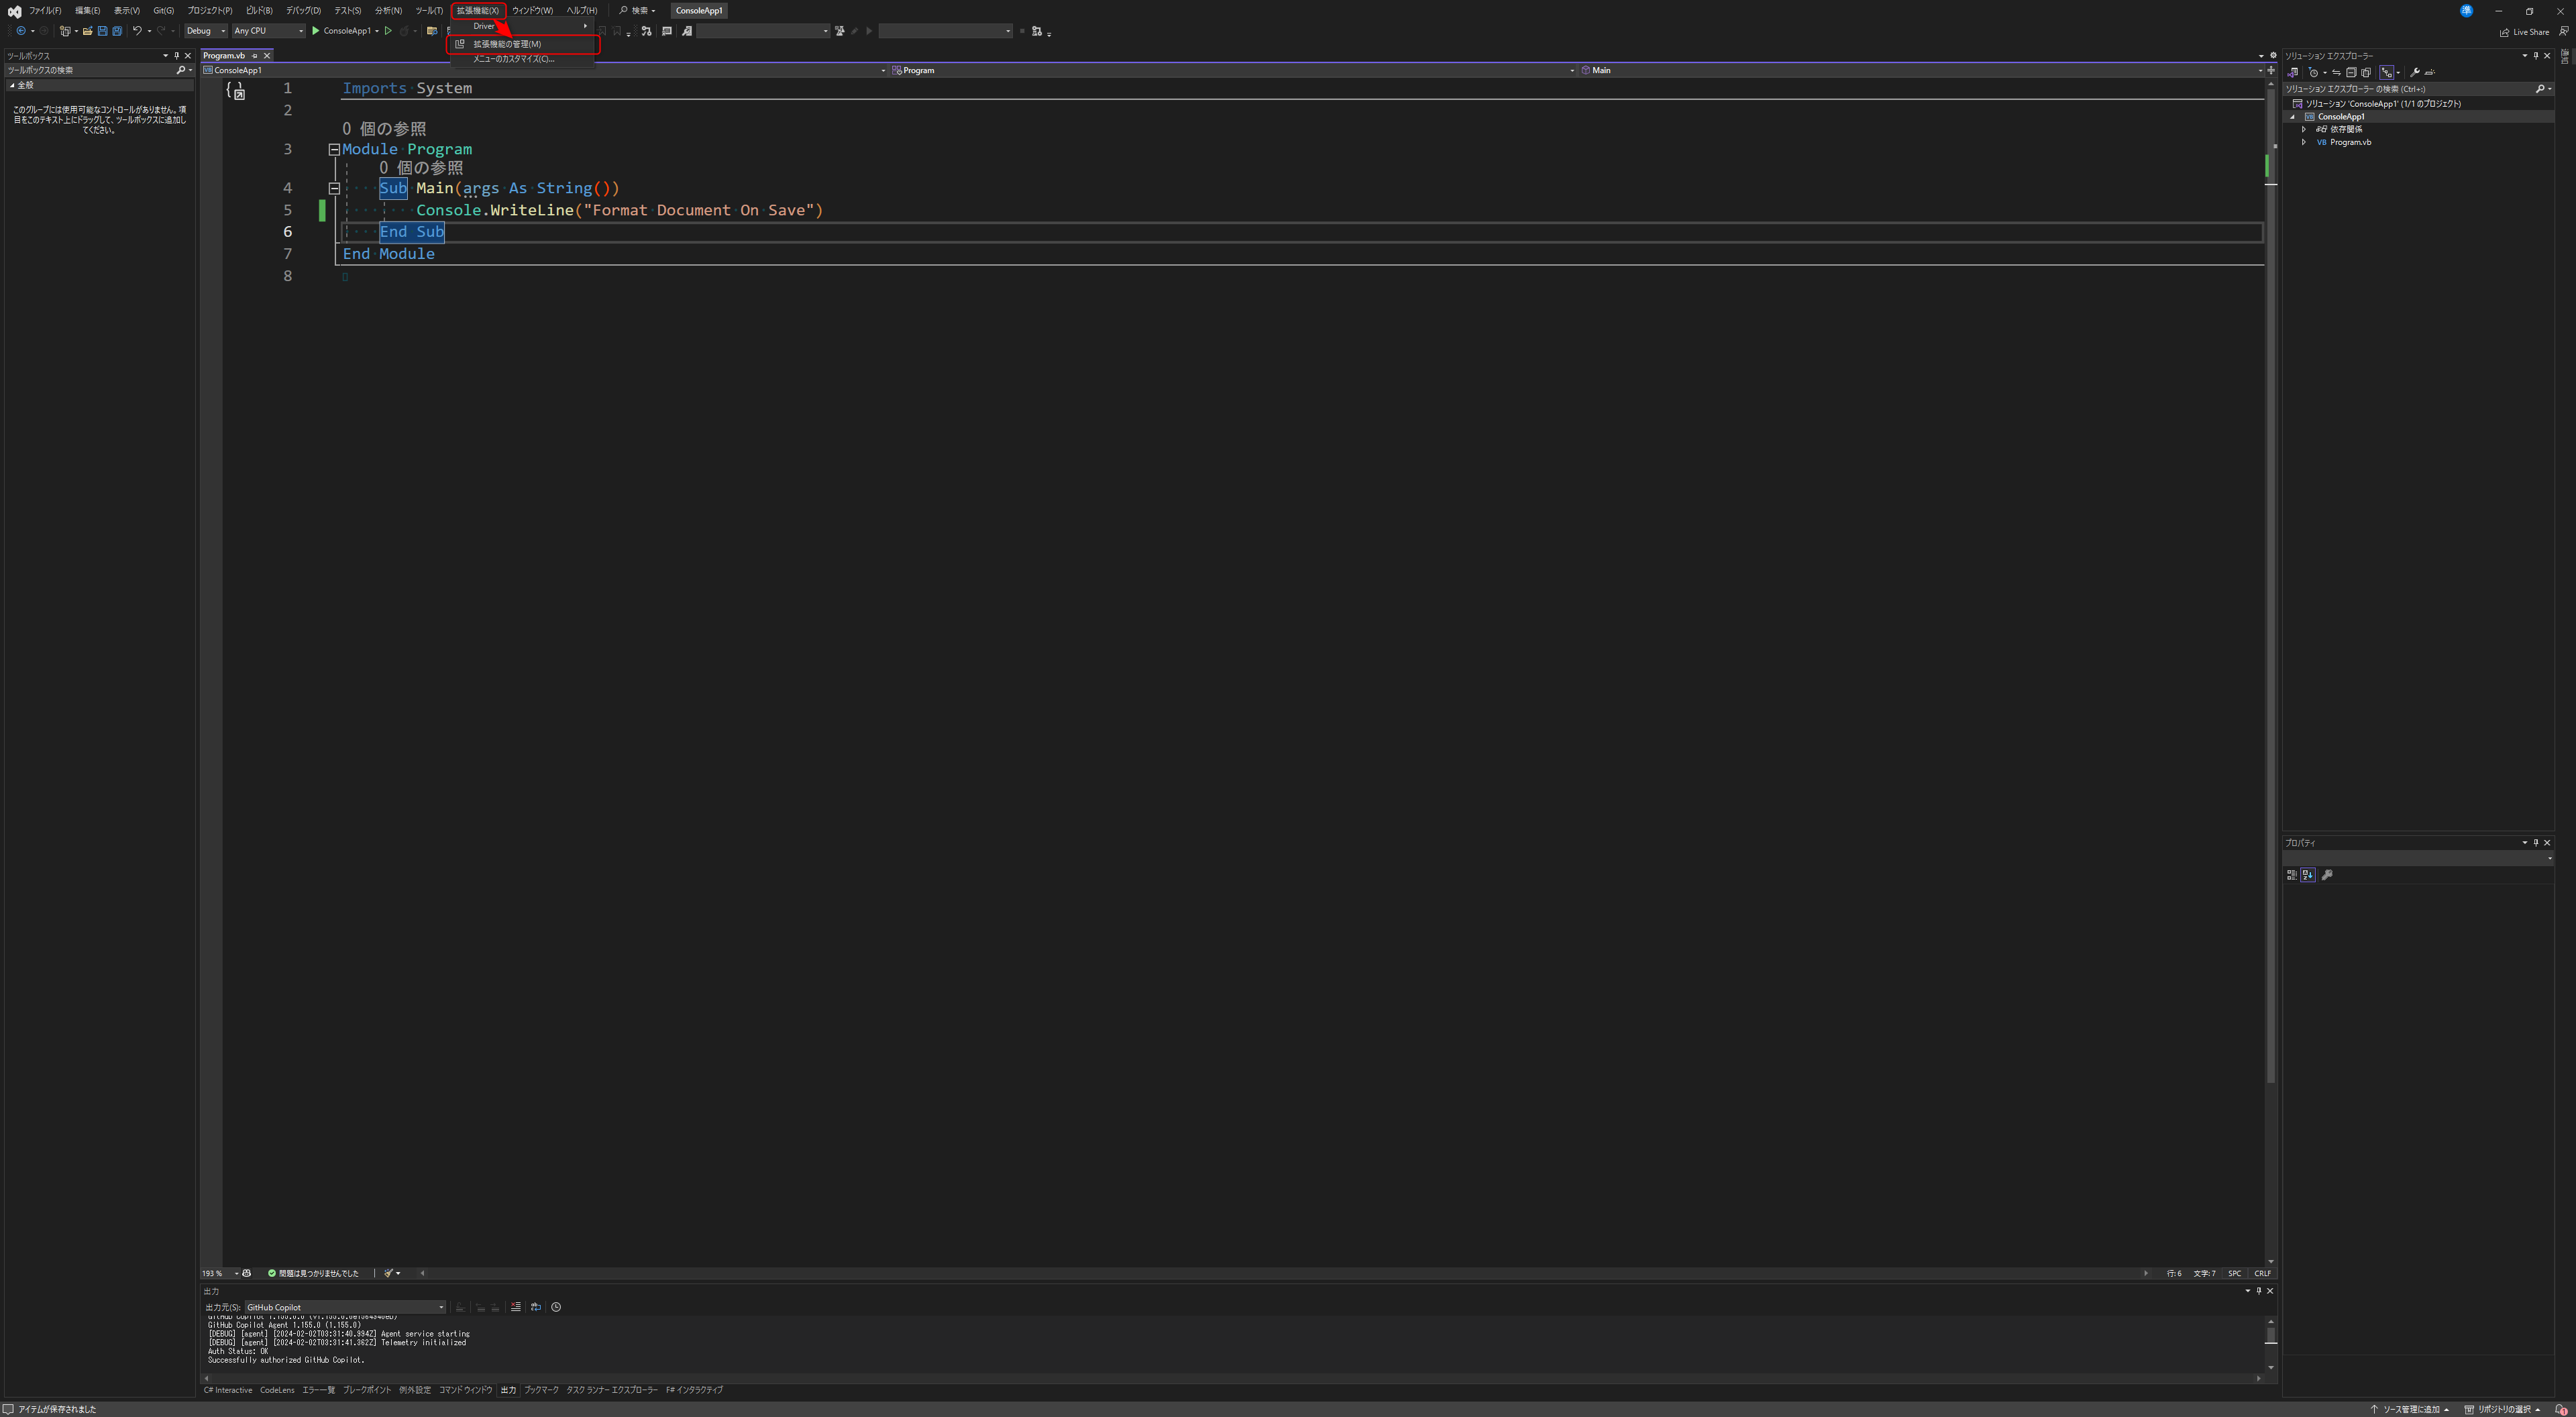 ファイル(F) 編集(E) 表示(V) Git(G) プロジェクト(P) ビルド(B) デバッグ(D) テスト(S) 分析(N) ツール(T) 拡張機能(X) ウィンドウ(W) ヘルプ(H) 検索 ConsoleApp1 準
Debug Any CPU ConsoleApp1 Live Share
Driver
拡張機能の管理(M)
メニューのカスタマイズ(C)...
ツールボックス
ツールボックスの検索
全般
このグループには使用可能なコントロールがありません。項
目をこのテキスト上にドラッグして、ツールボックスに追加し
てください。
Program.vb
ConsoleApp1 Program Main
1 Imports System
2
0 個の参照
3 Module Program
0 個の参照
4 Sub Main(args As String())
5 Console.WriteLine("Format Document On Save")
6 End Sub
7 End Module
8
193 % 問題は見つかりませんでした 行: 6 文字: 7 SPC CRLF
出力
出力元(S): GitHub Copilot
GitHub Copilot Agent 1.155.0 (1.155.0)
[DEBUG] [agent] [2024-02-02T03:31:40.994Z] Agent service starting
[DEBUG] [agent] [2024-02-02T03:31:41.362Z] Telemetry initialized
Auth Status: OK
Successfully authorized GitHub Copilot.
C# Interactive CodeLens エラー一覧 ブレークポイント 例外設定 コマンド ウィンドウ 出力 ブックマーク タスク ランナー エクスプローラー F# インタラクティブ
ソリューション エクスプローラー
ソリューション エクスプローラー の検索 (Ctrl+;)
ソリューション 'ConsoleApp1' (1/1 のプロジェクト)
VB ConsoleApp1
依存関係
VB Program.vb
プロパティ
アイテムが保存されました ソース管理に追加 リポジトリの選択 1